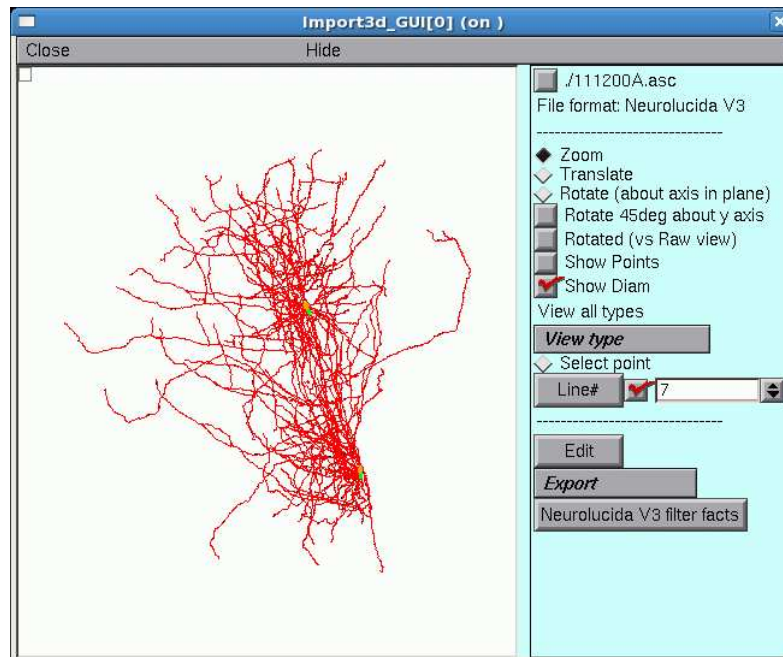 Import3d_GUI[0] (on )
Close Hide
./111200A.asc
File format: Neurolucida V3
-------------------------------
Zoom
Translate
Rotate (about axis in plane)
Rotate 45deg about y axis
Rotated (vs Raw view)
Show Points
Show Diam
View all types
View type
Select point
Line# 7
-------------------------------
Edit
Export
Neurolucida V3 filter facts